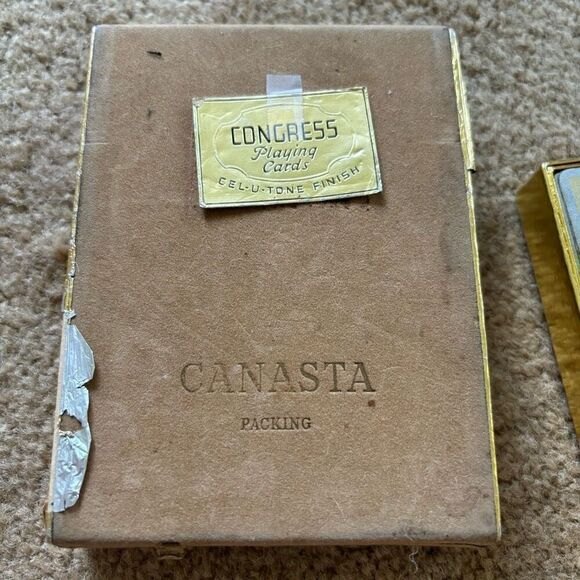 CONGRESS
Playing
Cards
CEL-U-TONE FINISH
CANASTA
PACKING